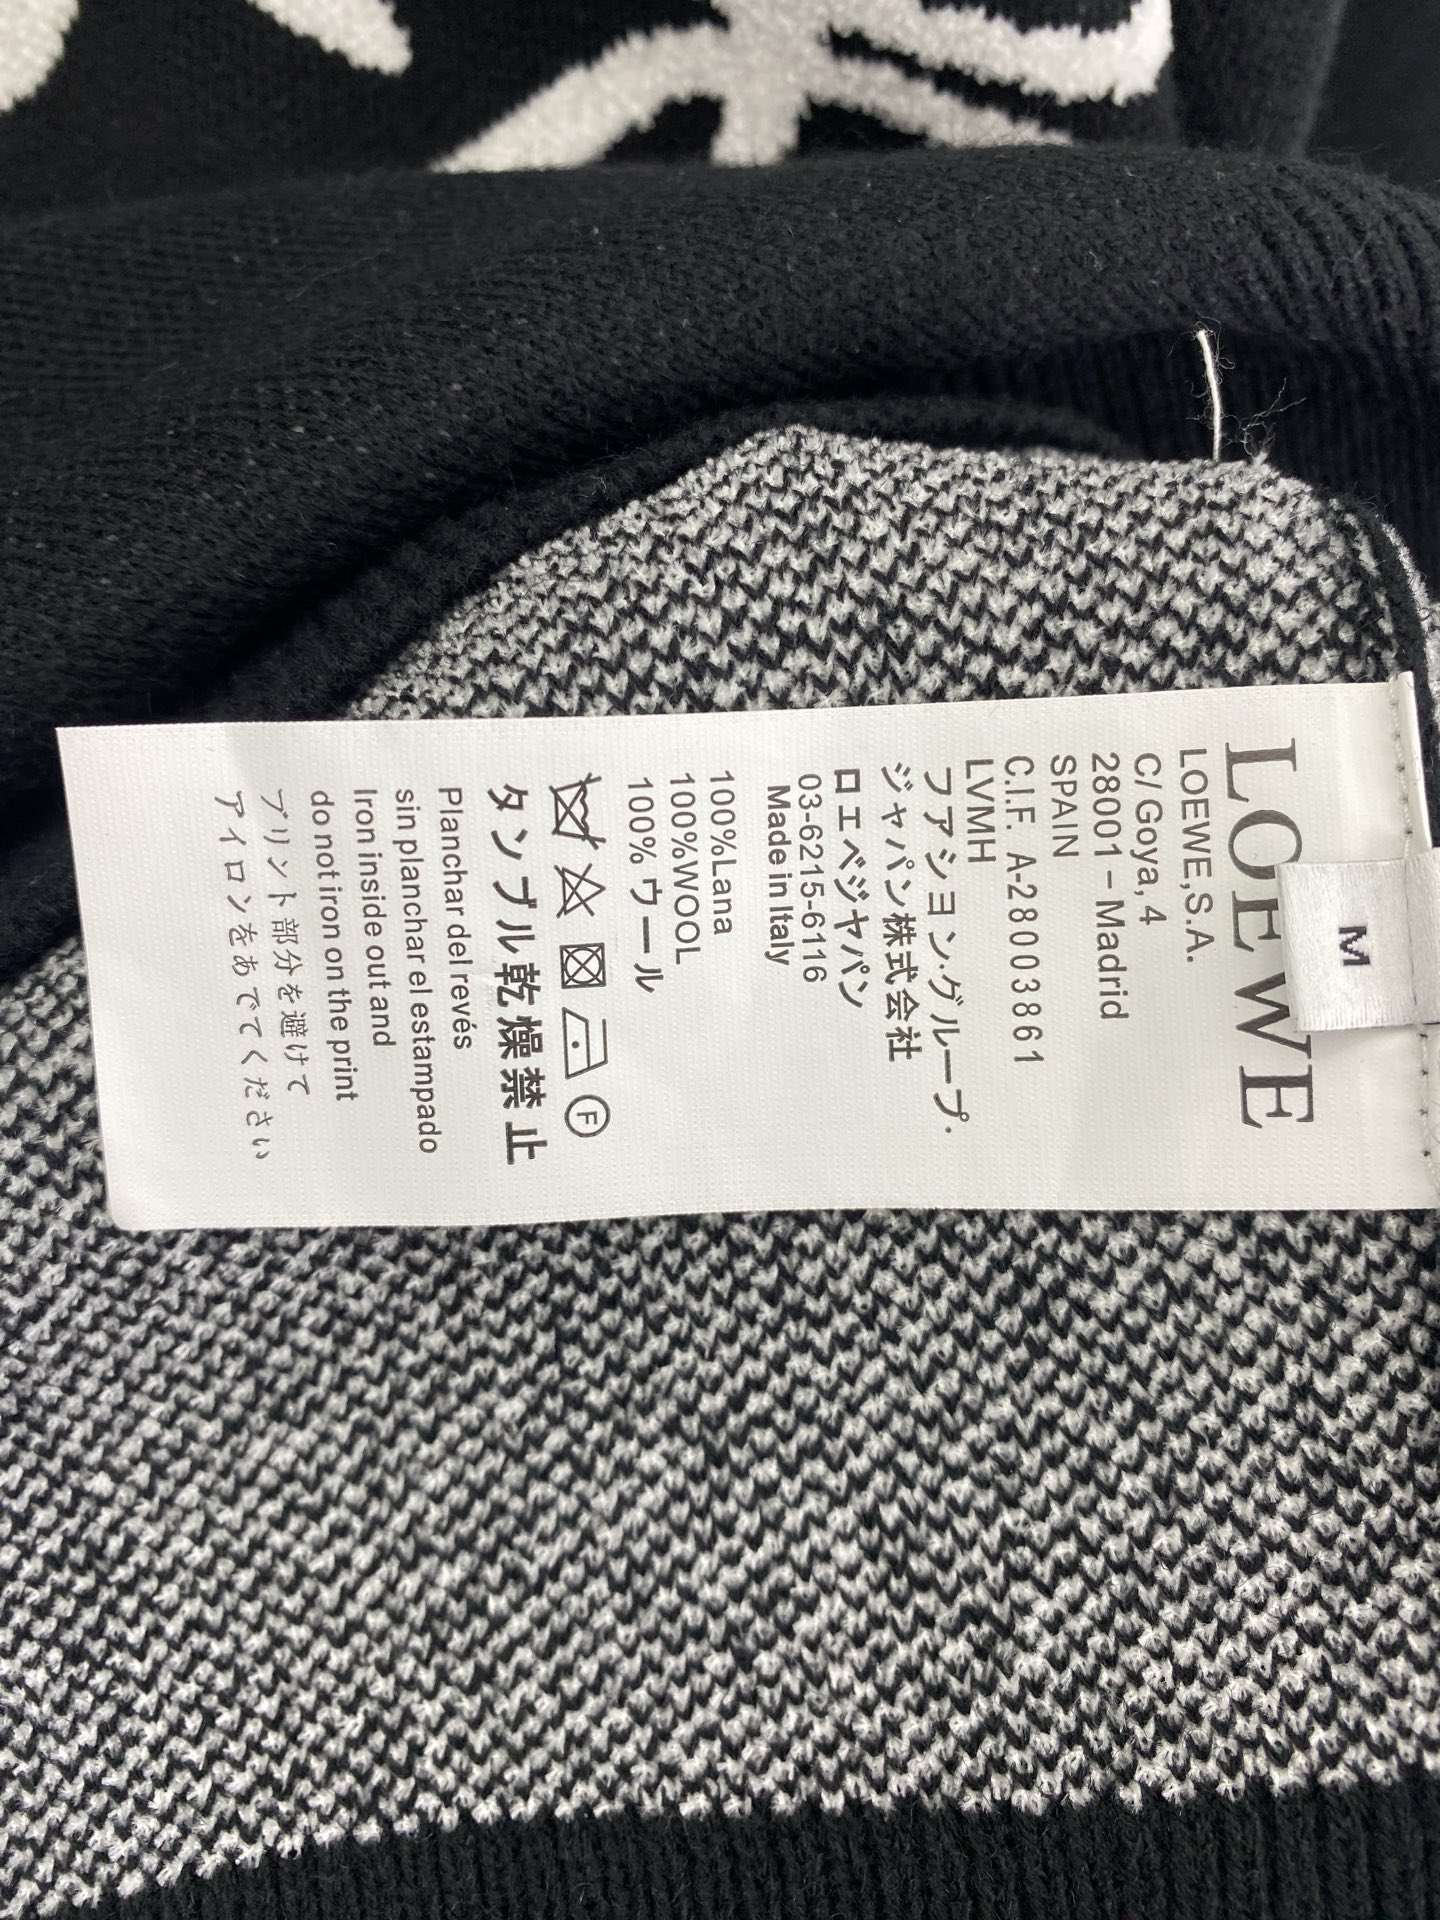 LOEWE
M
LOEWE,S.A.
C/Goya,4
28001–Madrid
SPAIN
C.I.F. A-28003861
LVMH
ファション·グループ·
ジャパン株式会社
ロエベジャパン
03-6215-6116
Made in Italy
100%Lana
100%WOOL
100%ウール
F
タンブル乾燥禁止
Planchar del revés
sin planchar el estampado
Iron inside out and
do not iron on the print
プリント部分を避けて
アイロンをあでてください